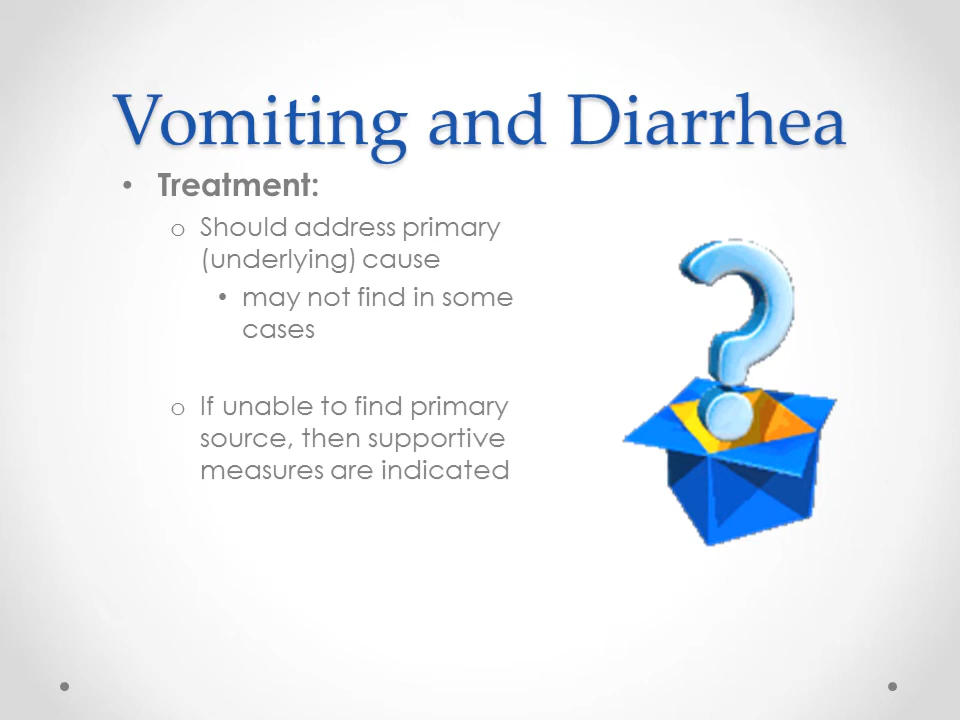 Vomiting and Diarrhea
• Treatment:
o Should address primary
(underlying) cause
• may not find in some
cases
o If unable to find primary
source, then supportive
measures are indicated